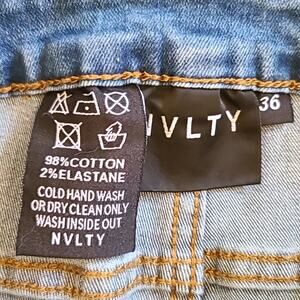 NVLTY
36
98%COTTON
2%ELASTANE
COLD HAND WASH
OR DRY CLEAN ONLY
WASH INSIDE OUT
NVLTY